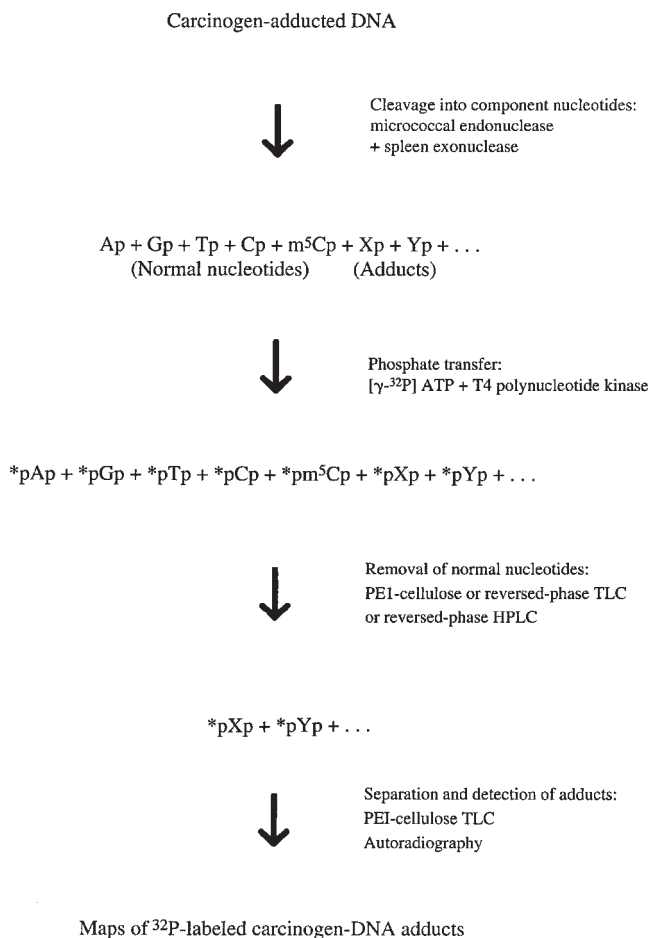 Carcinogen-adducted DNA
Cleavage into component nucleotides:
micrococcal endonuclease
+ spleen exonuclease
Ap + Gp + Tp + Cp + m⁵Cp + Xp + Yp + . . .
(Normal nucleotides) (Adducts)
Phosphate transfer:
[γ-³²P] ATP + T4 polynucleotide kinase
*pAp + *pGp + *pTp + *pCp + *pm⁵Cp + *pXp + *pYp + . . .
Removal of normal nucleotides:
PE1-cellulose or reversed-phase TLC
or reversed-phase HPLC
*pXp + *pYp + . . .
Separation and detection of adducts:
PEI-cellulose TLC
Autoradiography
Maps of ³²P-labeled carcinogen-DNA adducts